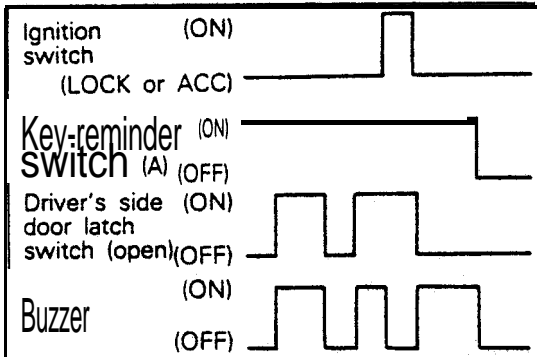 Ignition (ON)
switch
(LOCK or ACC)
Key-reminder (ON)
switch (A) (OFF)
Driver's side (ON)
door latch
switch (open) (OFF)
(ON)
Buzzer
(OFF)